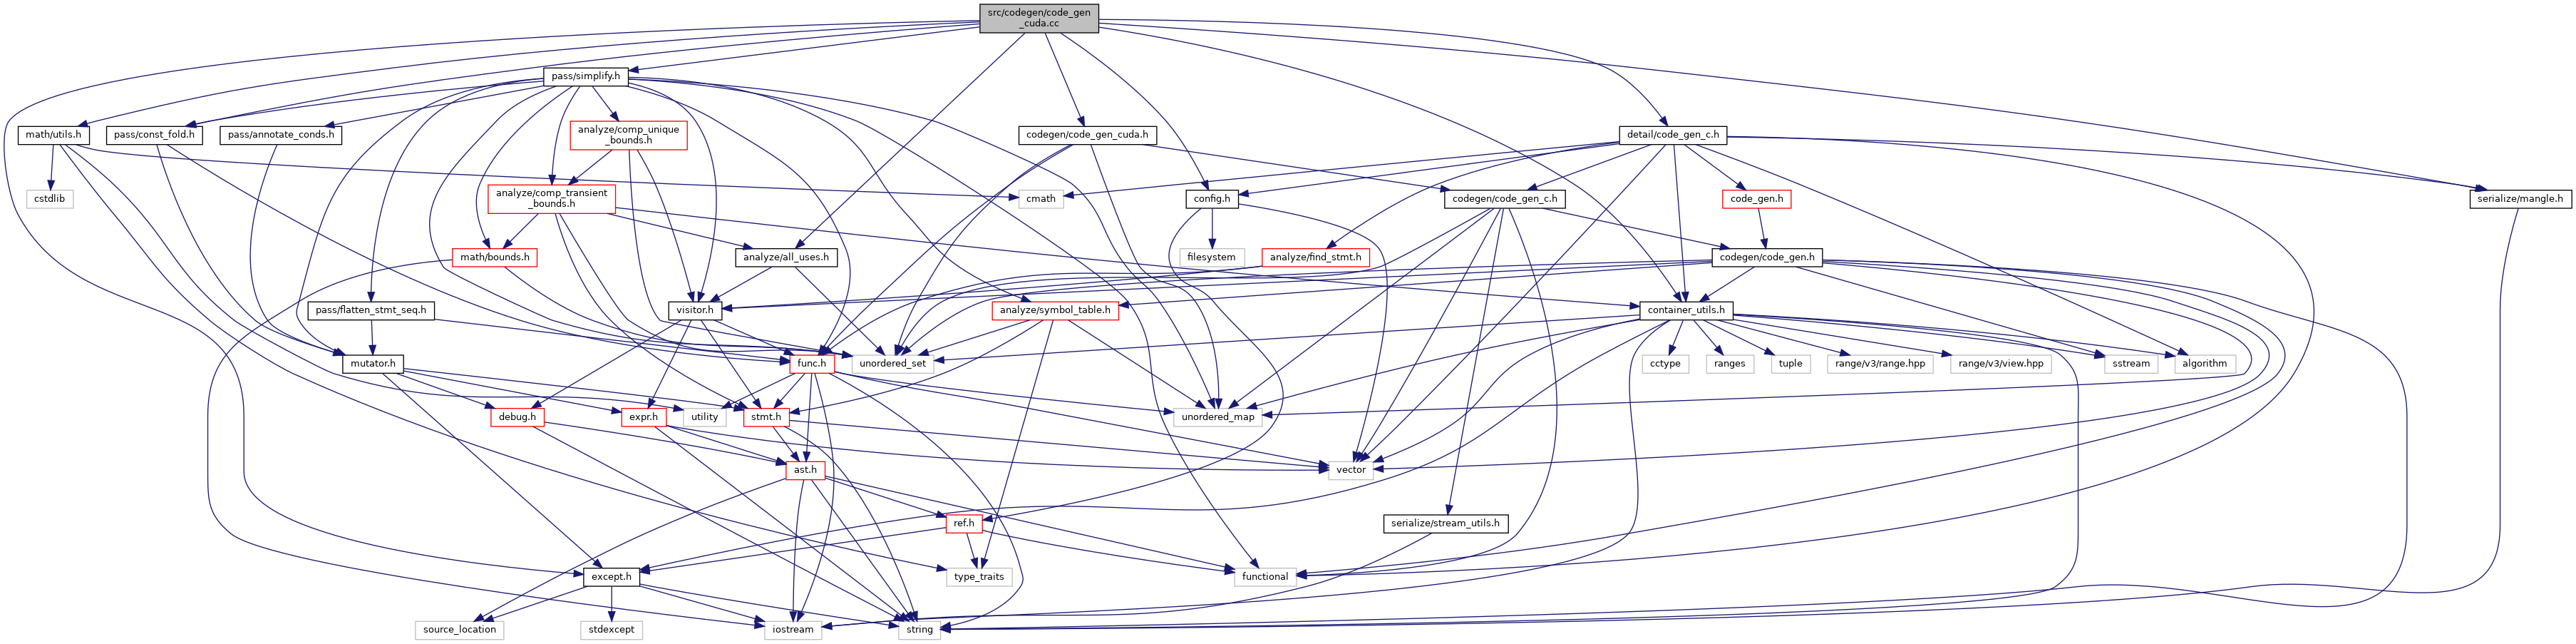 src/codegen/code_gen
_cuda.cc
pass/simplify.h
math/utils.h
pass/const_fold.h
pass/annotate_conds.h
analyze/comp_unique
_bounds.h
codegen/code_gen_cuda.h
detail/code_gen_c.h
cstdlib
analyze/comp_transient
_bounds.h
cmath
config.h
codegen/code_gen_c.h
code_gen.h
serialize/mangle.h
math/bounds.h
analyze/all_uses.h
filesystem
analyze/find_stmt.h
codegen/code_gen.h
pass/flatten_stmt_seq.h
visitor.h
analyze/symbol_table.h
container_utils.h
mutator.h
func.h
unordered_set
cctype
ranges
tuple
range/v3/range.hpp
range/v3/view.hpp
sstream
algorithm
debug.h
expr.h
utility
stmt.h
unordered_map
ast.h
vector
ref.h
serialize/stream_utils.h
except.h
type_traits
functional
source_location
stdexcept
iostream
string